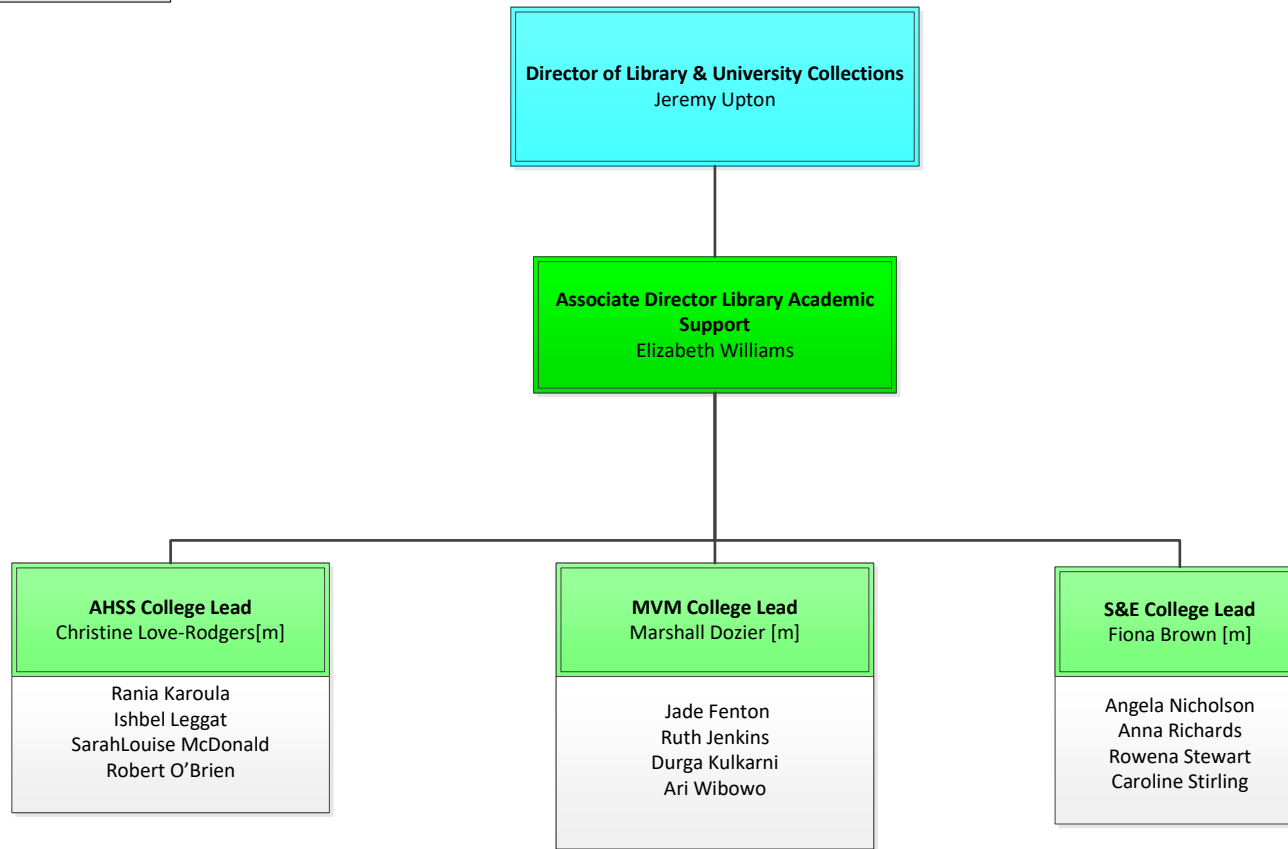 Director of Library & University Collections
Jeremy Upton
Associate Director Library Academic
Support
Elizabeth Williams
AHSS College Lead
Christine Love-Rodgers[m]
Rania Karoula
Ishbel Leggat
SarahLouise McDonald
Robert O’Brien
MVM College Lead
Marshall Dozier [m]
Jade Fenton
Ruth Jenkins
Durga Kulkarni
Ari Wibowo
S&E College Lead
Fiona Brown [m]
Angela Nicholson
Anna Richards
Rowena Stewart
Caroline Stirling